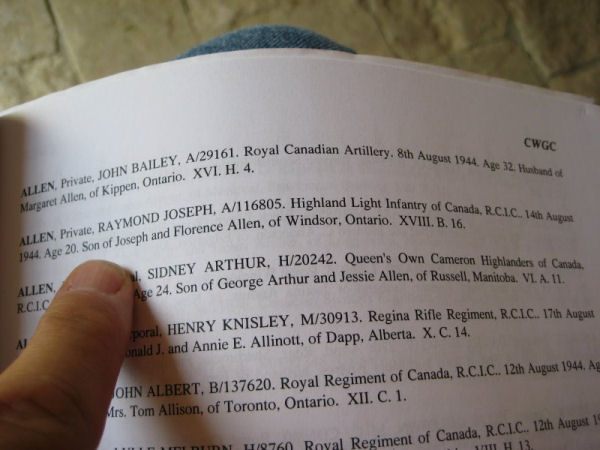 CWGC
ALLEN, Private, JOHN BAILEY, A/29161. Royal Canadian Artillery. 8th August 1944. Age 32. Husband of
Margaret Allen, of Kippen, Ontario. XVI. H. 4.
ALLEN, Private, RAYMOND JOSEPH, A/116805. Highland Light Infantry of Canada, R.C.I.C.. 14th August
1944. Age 20. Son of Joseph and Florence Allen, of Windsor, Ontario. XVIII. B. 16.
ALLEN, SIDNEY ARTHUR, H/20242. Queen's Own Cameron Highlanders of Canada,
R.C.I.C. Age 24. Son of George Arthur and Jessie Allen, of Russell, Manitoba. VI. A. 11.
HENRY KNISLEY, M/30913. Regina Rifle Regiment, R.C.I.C.. 17th August
J. and Annie E. Allinott, of Dapp, Alberta. X. C. 14.
JOHN ALBERT, B/137620. Royal Regiment of Canada, R.C.I.C.. 12th August 1944.
Mrs. Tom Allison, of Toronto, Ontario. XII. C. 1.
H/8760. Royal Regiment of Canada, R.C.I.C.. 12th August
VIII. H. 13.